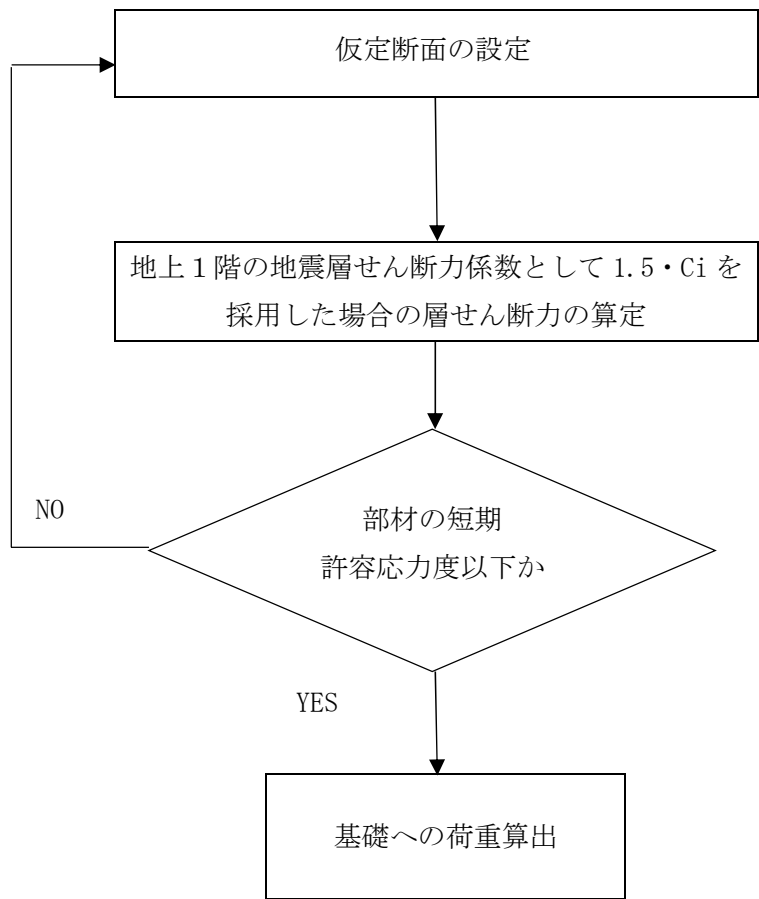 仮定断面の設定
地上１階の地震層せん断力係数として 1.5・Ci を
採用した場合の層せん断力の算定
部材の短期
許容応力度以下か
NO
YES
基礎への荷重算出